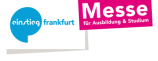 einstieg frankfurt
Messe
für Ausbildung & Studium